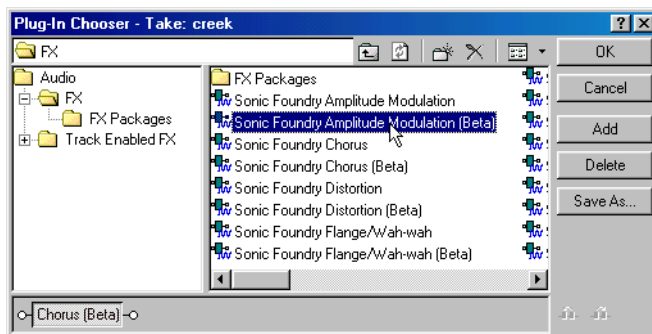 Plug-In Chooser - Take: creek
FX
OK
Cancel
Add
Delete
Save As...
Audio
FX
FX Packages
Track Enabled FX
FX Packages
Sonic Foundry Amplitude Modulation
Sonic Foundry Amplitude Modulation (Beta)
Sonic Foundry Chorus
Sonic Foundry Chorus (Beta)
Sonic Foundry Distortion
Sonic Foundry Distortion (Beta)
Sonic Foundry Flange/Wah-wah
Sonic Foundry Flange/Wah-wah (Beta)
Chorus (Beta)